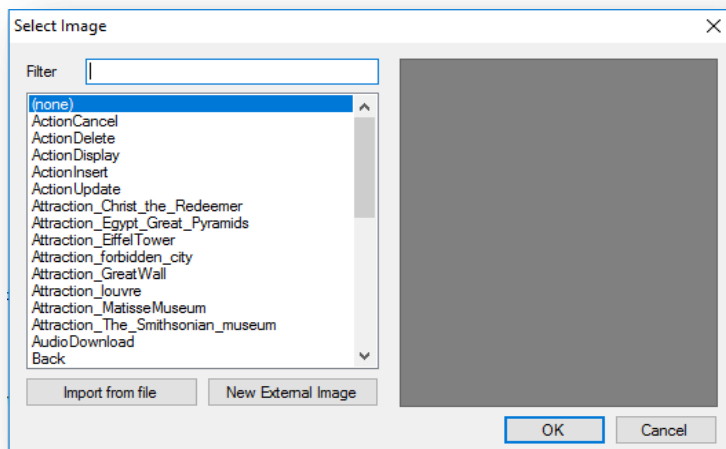 Select Image
Filter
(none)
ActionCancel
ActionDelete
ActionDisplay
ActionInsert
ActionUpdate
Attraction_Christ_the_Redeemer
Attraction_Egypt_Great_Pyramids
Attraction_EiffelTower
Attraction_forbidden_city
Attraction_GreatWall
Attraction_louvre
Attraction_MatisseMuseum
Attraction_The_Smithsonian_museum
AudioDownload
Back
Import from file New External Image
OK Cancel